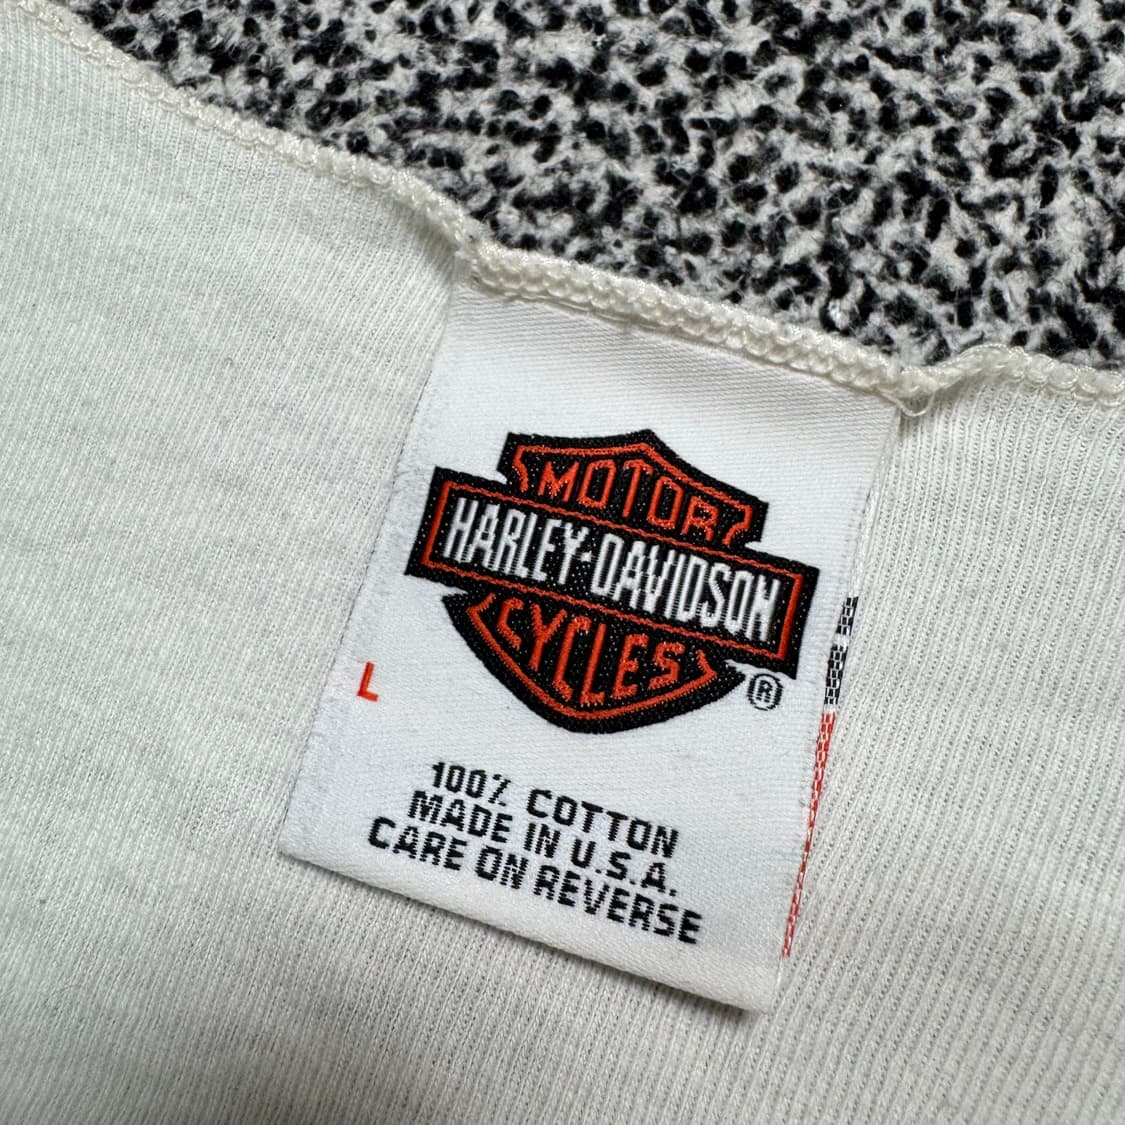 MOTOR
HARLEY-DAVIDSON
CYCLES
®
L
100% COTTON
MADE IN U.S.A.
CARE ON REVERSE